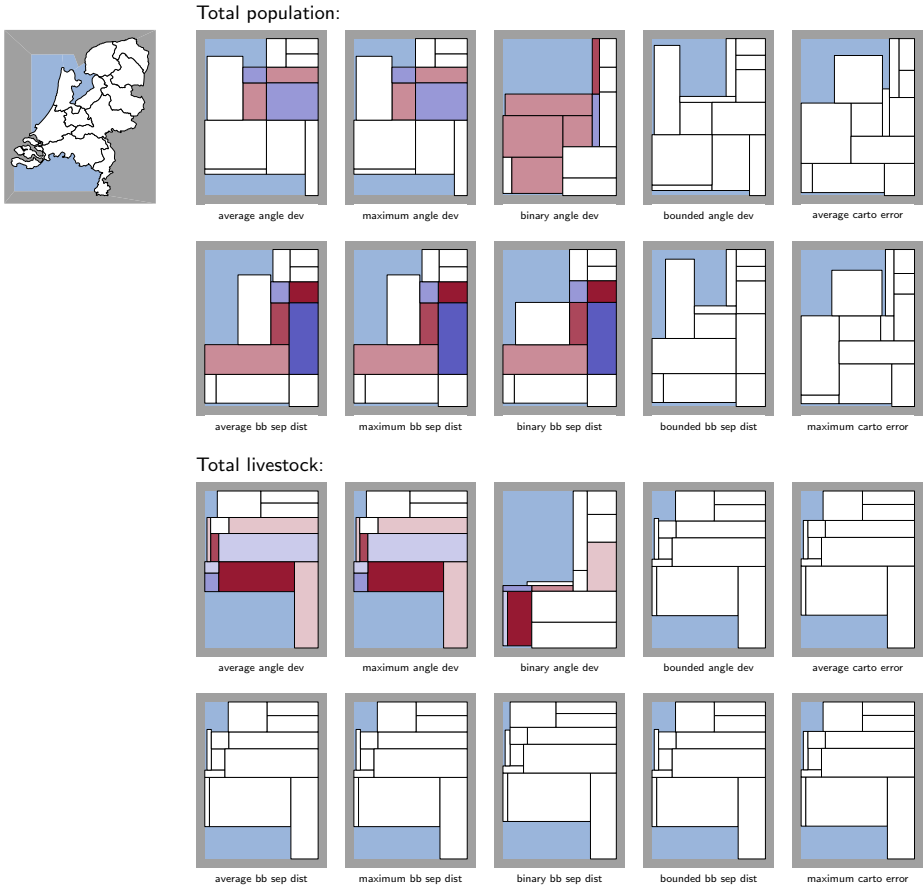 Total population:
average angle dev
maximum angle dev
binary angle dev
bounded angle dev
average carto error
average bb sep dist
maximum bb sep dist
binary bb sep dist
bounded bb sep dist
maximum carto error
Total livestock:
average angle dev
maximum angle dev
binary angle dev
bounded angle dev
average carto error
average bb sep dist
maximum bb sep dist
binary bb sep dist
bounded bb sep dist
maximum carto error